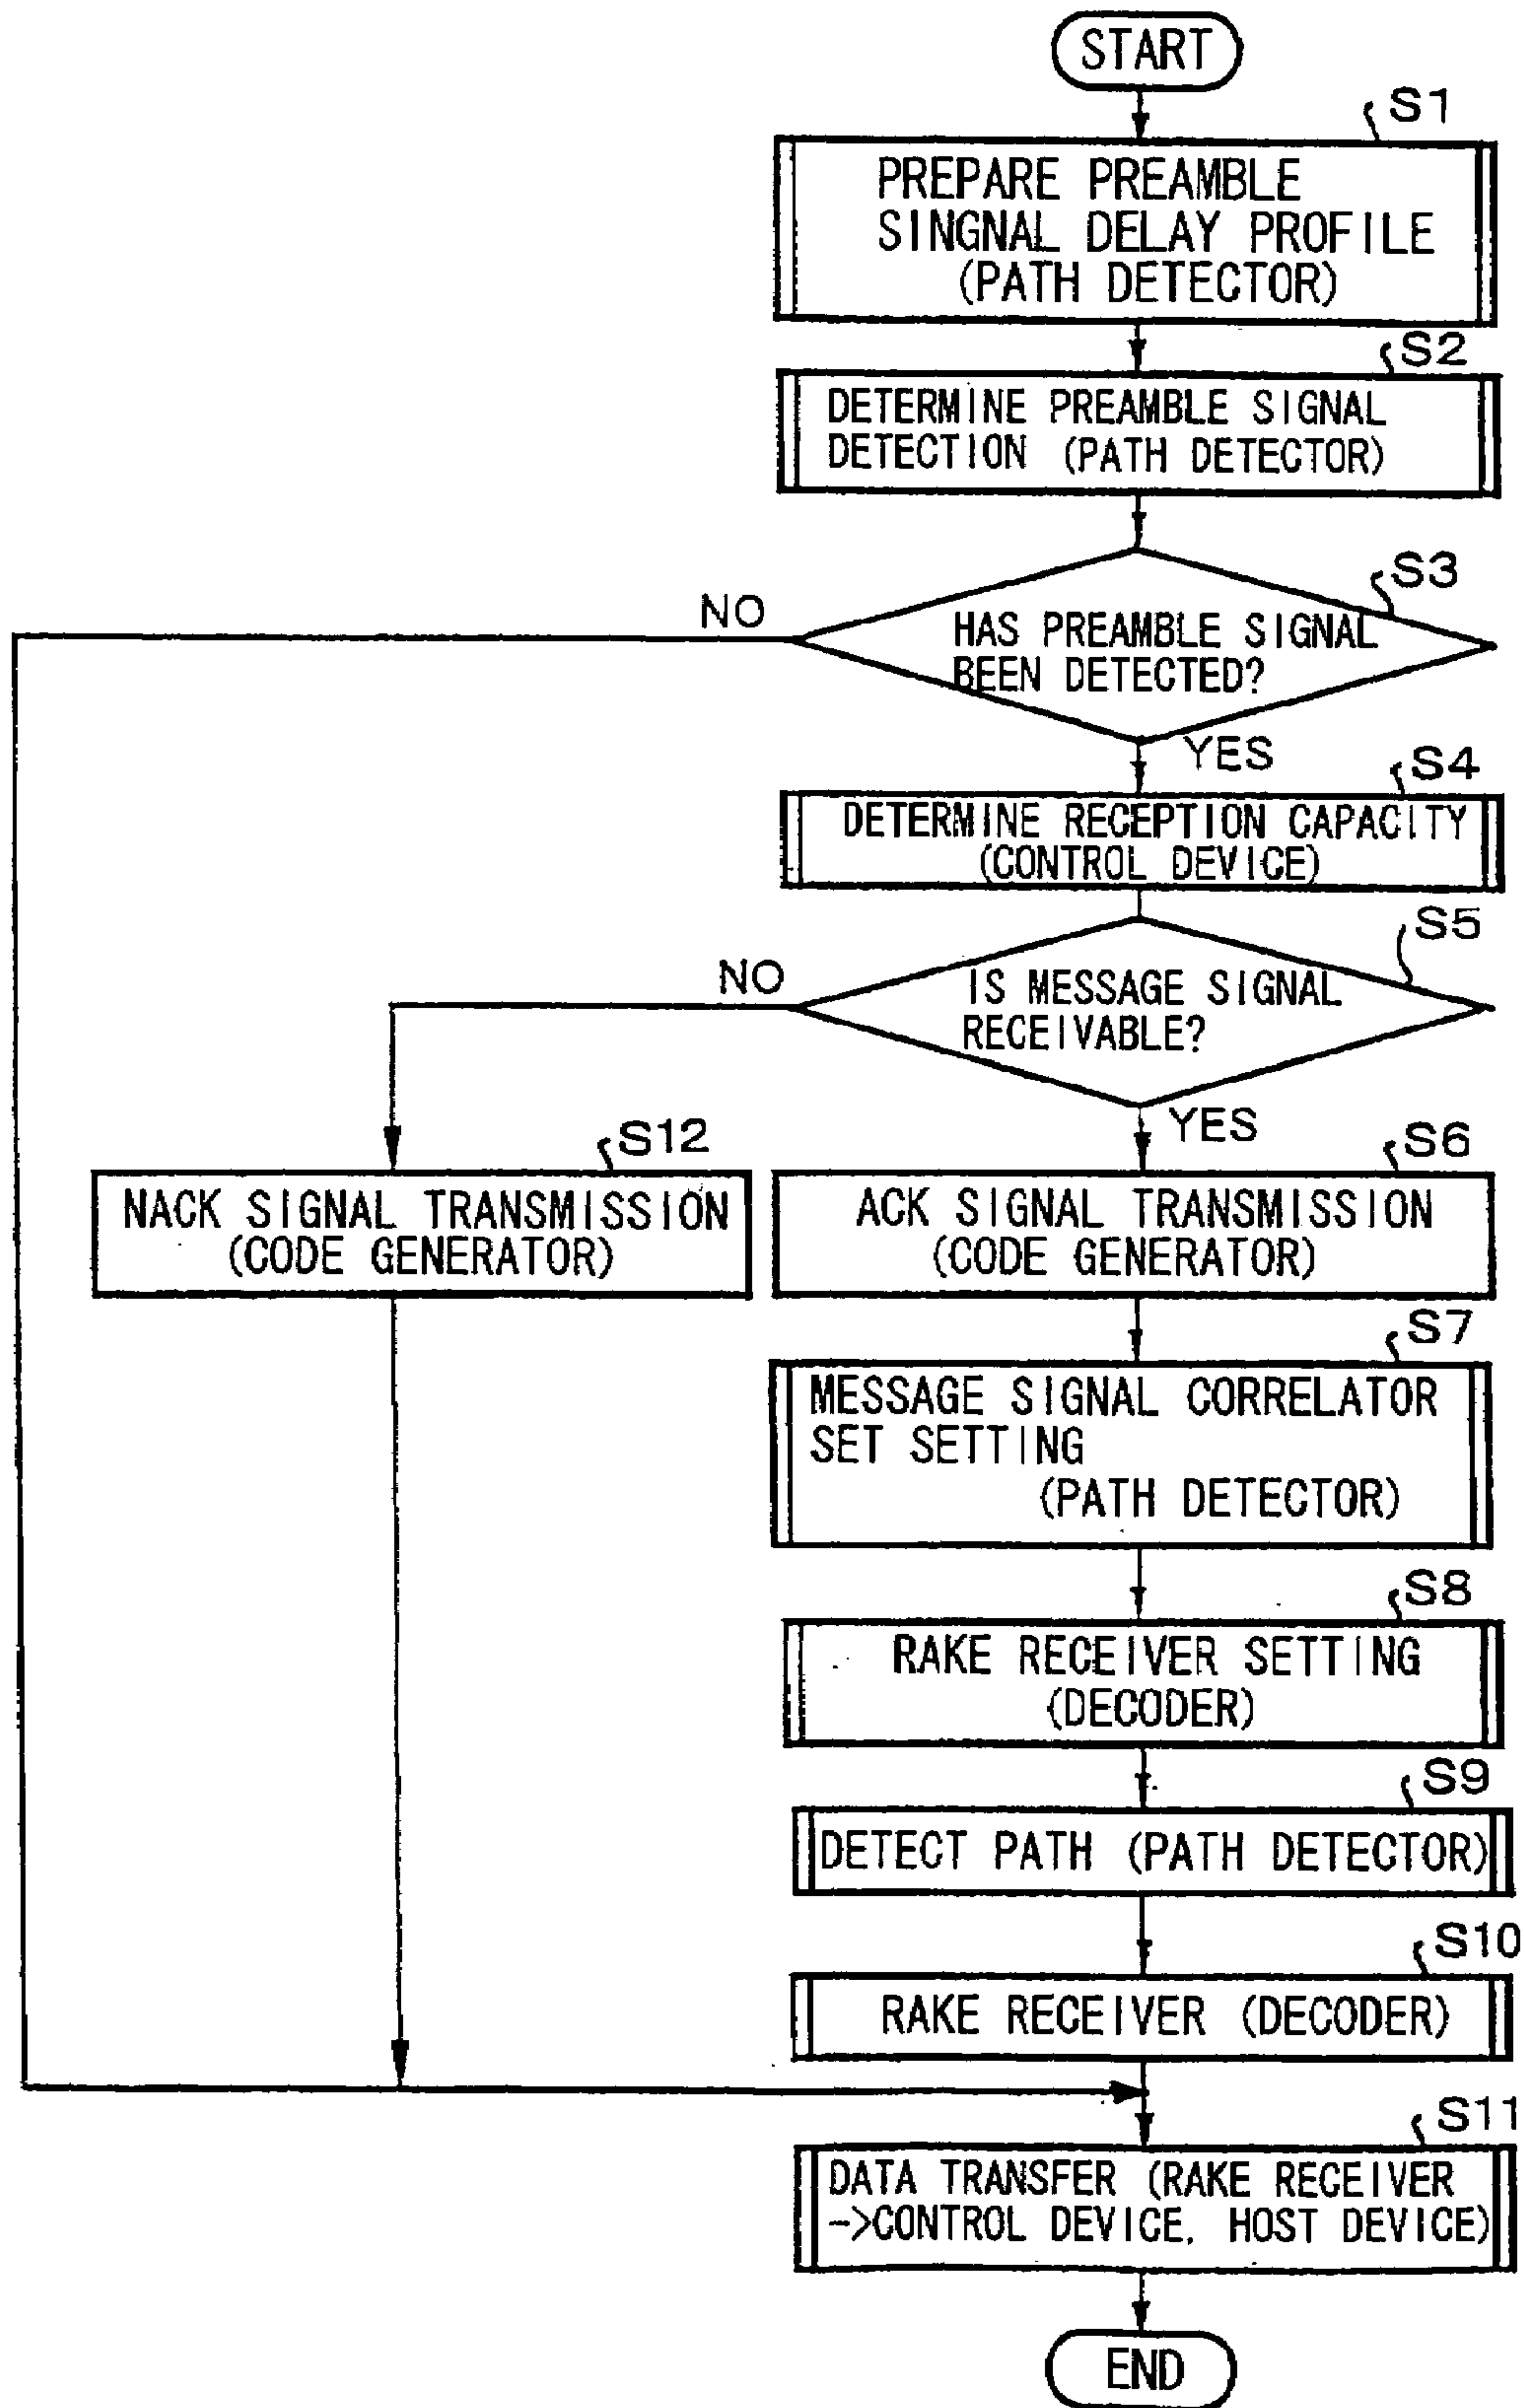 START
S1
PREPARE PREAMBLE
SINGNAL DELAY PROFILE
(PATH DETECTOR)
S2
DETERMINE PREAMBLE SIGNAL
DETECTION (PATH DETECTOR)
S3
NO
HAS PREAMBLE SIGNAL
BEEN DETECTED?
YES
S4
DETERMINE RECEPTION CAPACITY
(CONTROL DEVICE)
S5
NO
IS MESSAGE SIGNAL
RECEIVABLE?
YES
S12
NACK SIGNAL TRANSMISSION
(CODE GENERATOR)
S6
ACK SIGNAL TRANSMISSION
(CODE GENERATOR)
S7
MESSAGE SIGNAL CORRELATOR
SET SETTING
(PATH DETECTOR)
S8
RAKE RECEIVER SETTING
(DECODER)
S9
DETECT PATH (PATH DETECTOR)
S10
RAKE RECEIVER (DECODER)
S11
DATA TRANSFER (RAKE RECEIVER
->CONTROL DEVICE, HOST DEVICE)
END